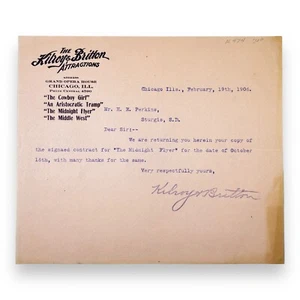 THE
Kilroy & Britton
ATTRACTIONS
ADDRESS
GRAND OPERA HOUSE
CHICAGO, ILL.
"The Cowboy Girl"
"An Aristocratic Tramp"
"The Midnight Flyer"
"The Middle West"
Chicago Ills., February, 19th, 1906.
Mr. H. E. Perkins,
Sturgis, S.D.
Dear Sir:--
We are returning you herein your copy of
the signed contract for "The Midnight Flyer" for the date of October
16th, with many thanks for the same.
Very respectfully yours,
Kilroy & Britton